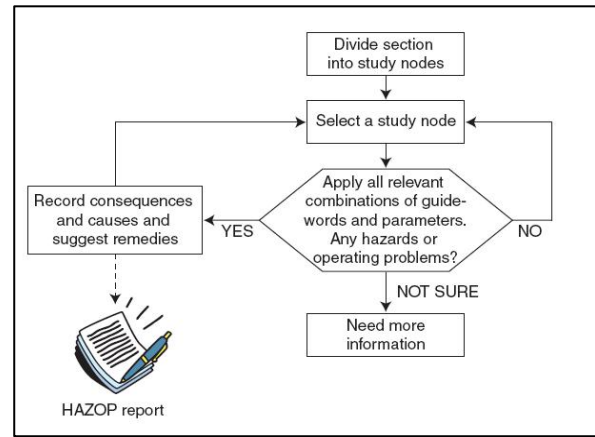 Divide section
into study nodes
Select a study node
Apply all relevant
combinations of guide-
words and parameters.
Any hazards or
operating problems?
YES
NO
Record consequences
and causes and
suggest remedies
NOT SURE
Need more
information
HAZOP report